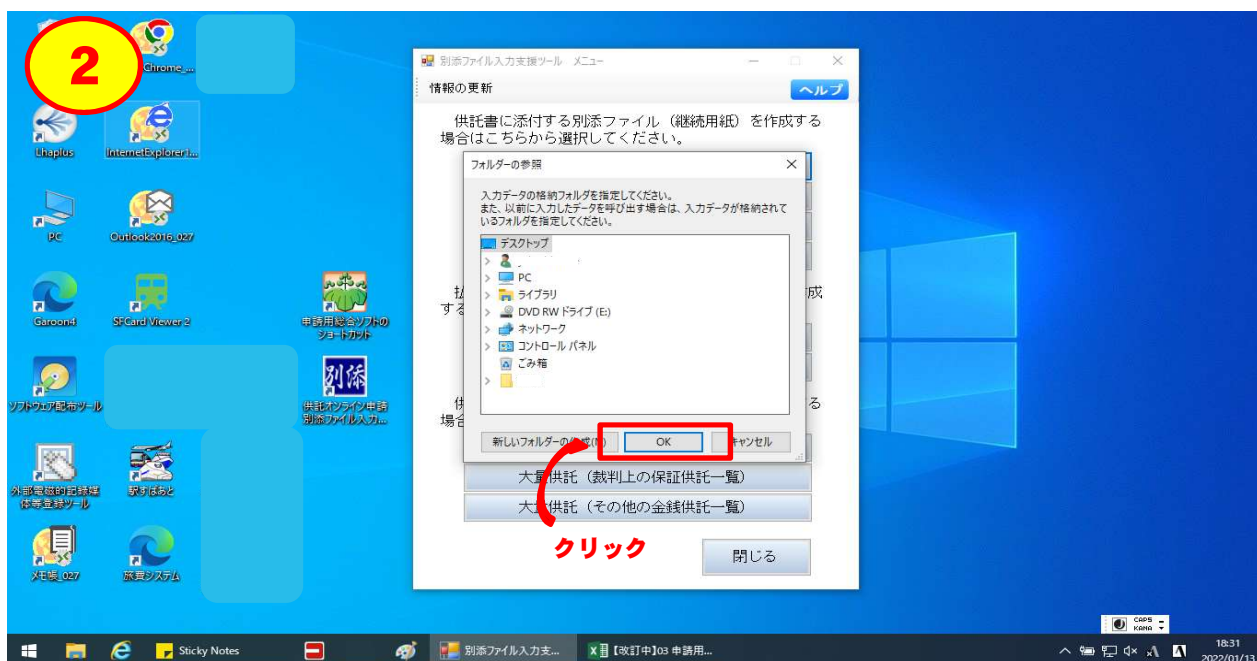 2
Chrome_...
Lhaplus
InternetExplorer1...
PC
Outlook2016_027
Garoon4
SFCard Viewer 2
申請用総合ソフトの
ショートカット
ソフトウェア配布ツール
別添
供託オンライン申請
別添ファイル入力...
外部電磁的記録媒
体等登録ツール
駅すぱあと
メモ帳_027
旅費システム
別添ファイル入力支援ツール メニュー
情報の更新
ヘルプ
供託書に添付する別添ファイル（継続用紙）を作成する
場合はこちらから選択してください。
フォルダーの参照
入力データの格納フォルダを指定してください。
また、以前に入力したデータを呼び出す場合は、入力データが格納されて
いるフォルダを指定してください。
デスクトップ
PC
ライブラリ
DVD RW ドライブ (E:)
ネットワーク
コントロール パネル
ごみ箱
成
する
供
る
場合
新しいフォルダーの作成(N)
OK
キャンセル
大量供託（裁判上の保証供託一覧）
大量供託（その他の金銭供託一覧）
クリック
閉じる
CAPS
KANA
Sticky Notes
別添ファイル入力支...
【改訂中】03 申請用...
18:31
2022/01/13